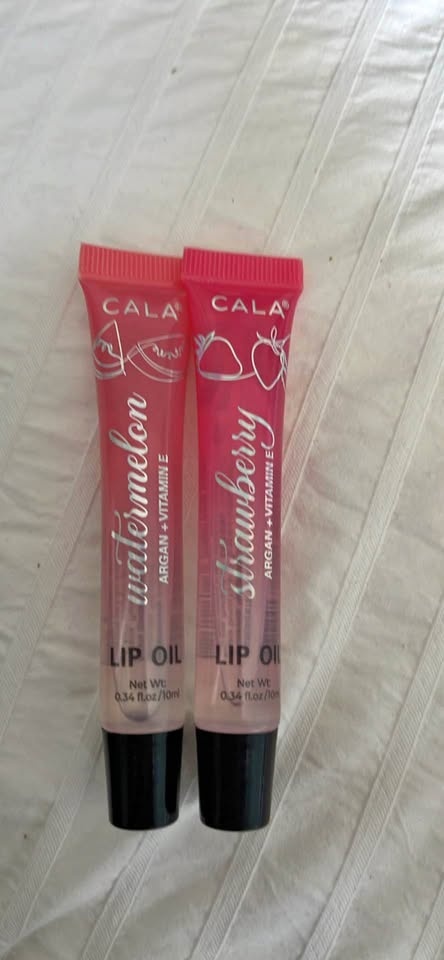 CALA®
watermelon
ARGAN + VITAMIN E
LIP OIL
Net Wt:
0.34 fl.oz/10ml
CALA®
strawberry
ARGAN + VITAMIN E
LIP OIL
Net Wt:
0.34 fl.oz/10ml